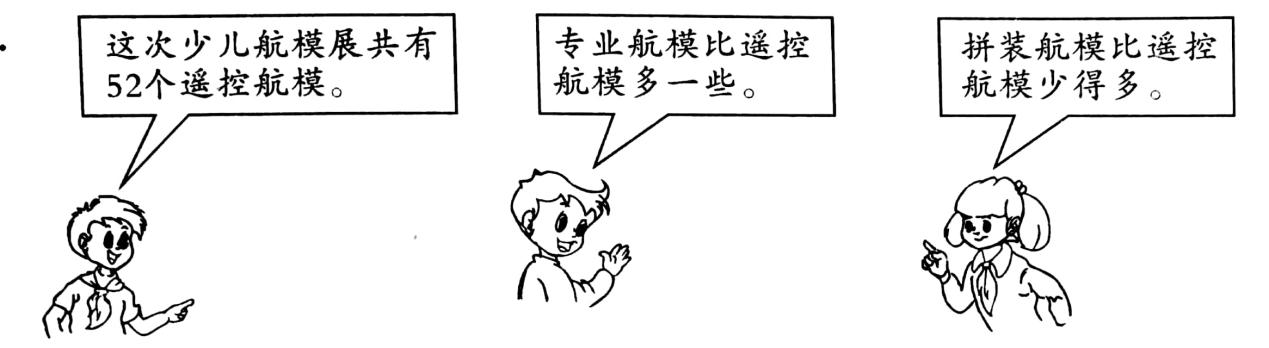 这次少儿航模展共有
52个遥控航模。
专业航模比遥控
航模多一些。
拼装航模比遥控
航模少得多。